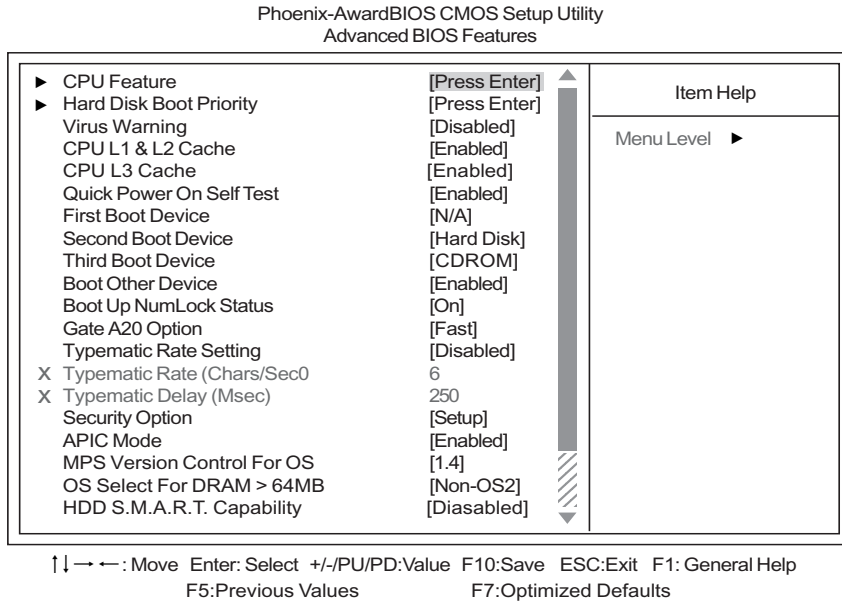 Phoenix-AwardBIOS CMOS Setup Utility
Advanced BIOS Features
► CPU Feature [Press Enter]
► Hard Disk Boot Priority [Press Enter]
Virus Warning [Disabled]
CPU L1 & L2 Cache [Enabled]
CPU L3 Cache [Enabled]
Quick Power On Self Test [Enabled]
First Boot Device [N/A]
Second Boot Device [Hard Disk]
Third Boot Device [CDROM]
Boot Other Device [Enabled]
Boot Up NumLock Status [On]
Gate A20 Option [Fast]
Typematic Rate Setting [Disabled]
X Typematic Rate (Chars/Sec0 6
X Typematic Delay (Msec) 250
Security Option [Setup]
APIC Mode [Enabled]
MPS Version Control For OS [1.4]
OS Select For DRAM > 64MB [Non-OS2]
HDD S.M.A.R.T. Capability [Diasabled]
Item Help
Menu Level ►
↑↓→←: Move Enter: Select +/-/PU/PD:Value F10:Save ESC:Exit F1: General Help
F5:Previous Values F7:Optimized Defaults